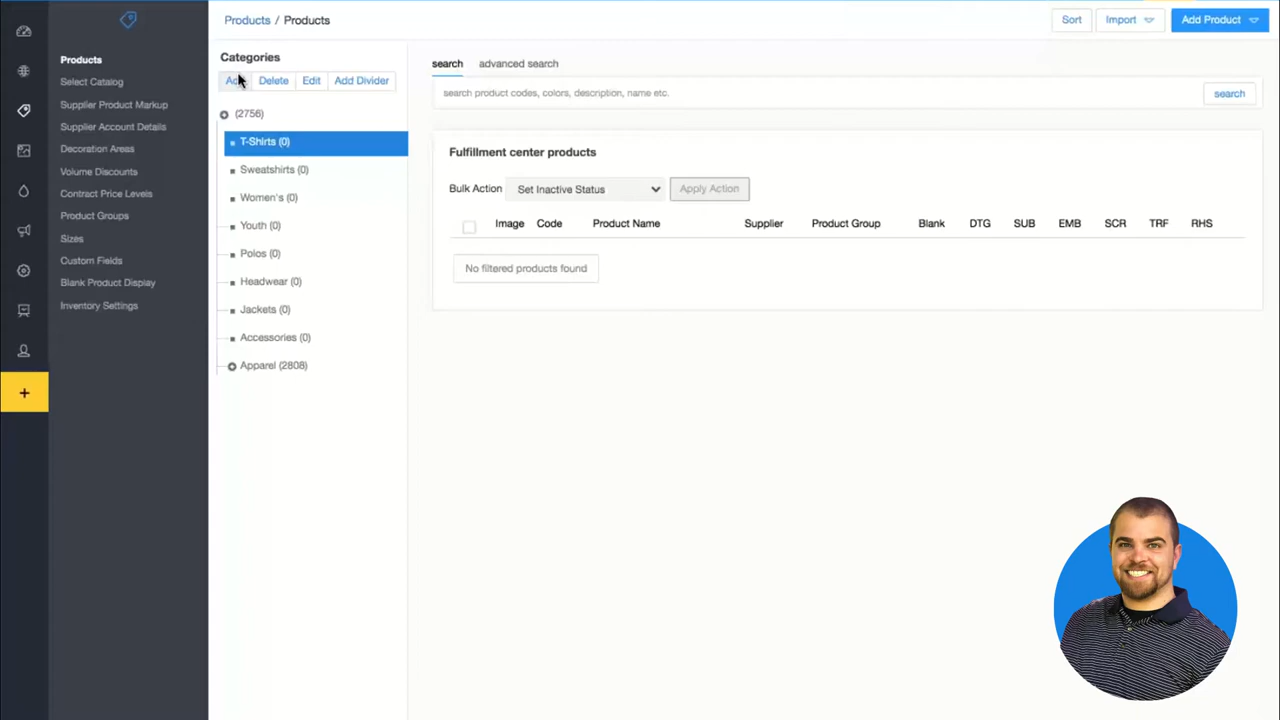 Products / Products
Sort
Import
Add Product
Products
Select Catalog
Supplier Product Markup
Supplier Account Details
Decoration Areas
Volume Discounts
Contract Price Levels
Product Groups
Sizes
Custom Fields
Blank Product Display
Inventory Settings
Categories
Delete
Edit
Add Divider
(2756)
T-Shirts (0)
Sweatshirts (0)
Women's (0)
Youth (0)
Polos (0)
Headwear (0)
Jackets (0)
Accessories (0)
Apparel (2808)
search
advanced search
search product codes, colors, description, name etc.
search
Fulfillment center products
Bulk Action
Set Inactive Status
Apply Action
Image Code Product Name Supplier Product Group Blank DTG SUB EMB SCR TRF RHS
No filtered products found
+